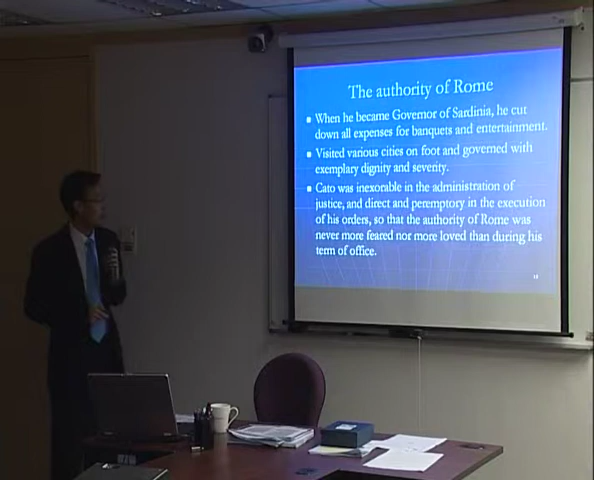 The authority of Rome
When he became Governor of Sardinia, he cut
down all expenses for banquets and entertainment.
Visited various cities on foot and governed with
exemplary dignity and severity.
Cato was inexorable in the administration of
justice, and direct and peremptory in the execution
of his orders, so that the authority of Rome was
never more feared nor more loved than during his
term of office.